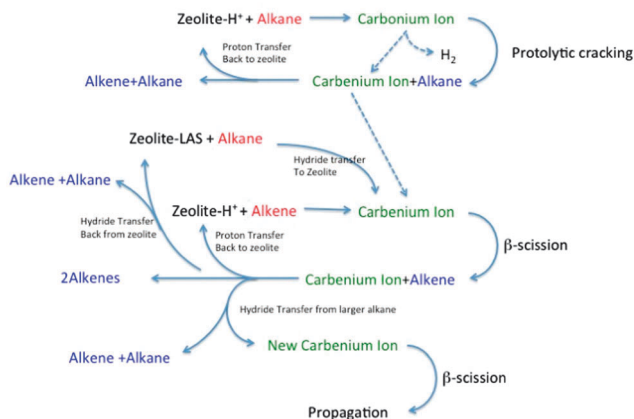 Zeolite-H⁺ + Alkane Carbonium Ion
H₂
Protolytic cracking
Proton Transfer
Back to zeolite
Alkene+Alkane Carbenium Ion+Alkane
Zeolite-LAS + Alkane
Hydride transfer
To Zeolite
Alkene +Alkane
Zeolite-H⁺ + Alkene Carbenium Ion
Hydride Transfer
Back from zeolite
Proton Transfer
Back to zeolite
β-scission
2Alkenes Carbenium Ion+Alkene
Hydride Transfer from larger alkane
Alkene +Alkane New Carbenium Ion
β-scission
Propagation